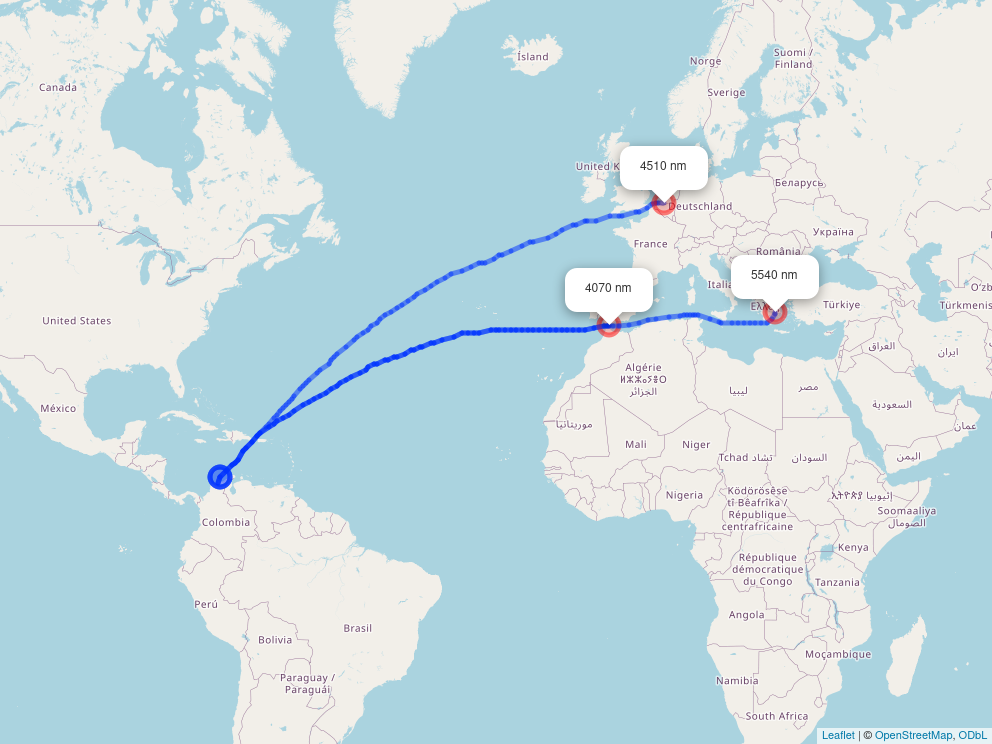 Ísland
Canada
Norge
Suomi /
Finland
Sverige
United K
4510 nm
Беларусь
Deutschland
Україна
France
România
5540 nm
Itali
4070 nm
Türkiye
O'zb
Türkmenis
United States
العراق
ایران
Algérie
ⵍⵣⵣⴰⵢⴻⵔ
الجزائر
ليبيا
مصر
México
السعودية
عمان
موريتانيا
Mali
Niger
Tchad تشاد
السودان
اليمن
Nigeria
Ködörösêse
tî Bêafrîka /
République
centrafricaine
ኢትዮጵያ إثيوبيا
Soomaaliya
الصومال
Colombia
Kenya
République
démocratique
du Congo
Tanzania
Perú
Angola
Brasil
Bolivia
Moçambique
Paraguay /
Paraguái
Namibia
South Africa
Leaflet | © OpenStreetMap, ODbL